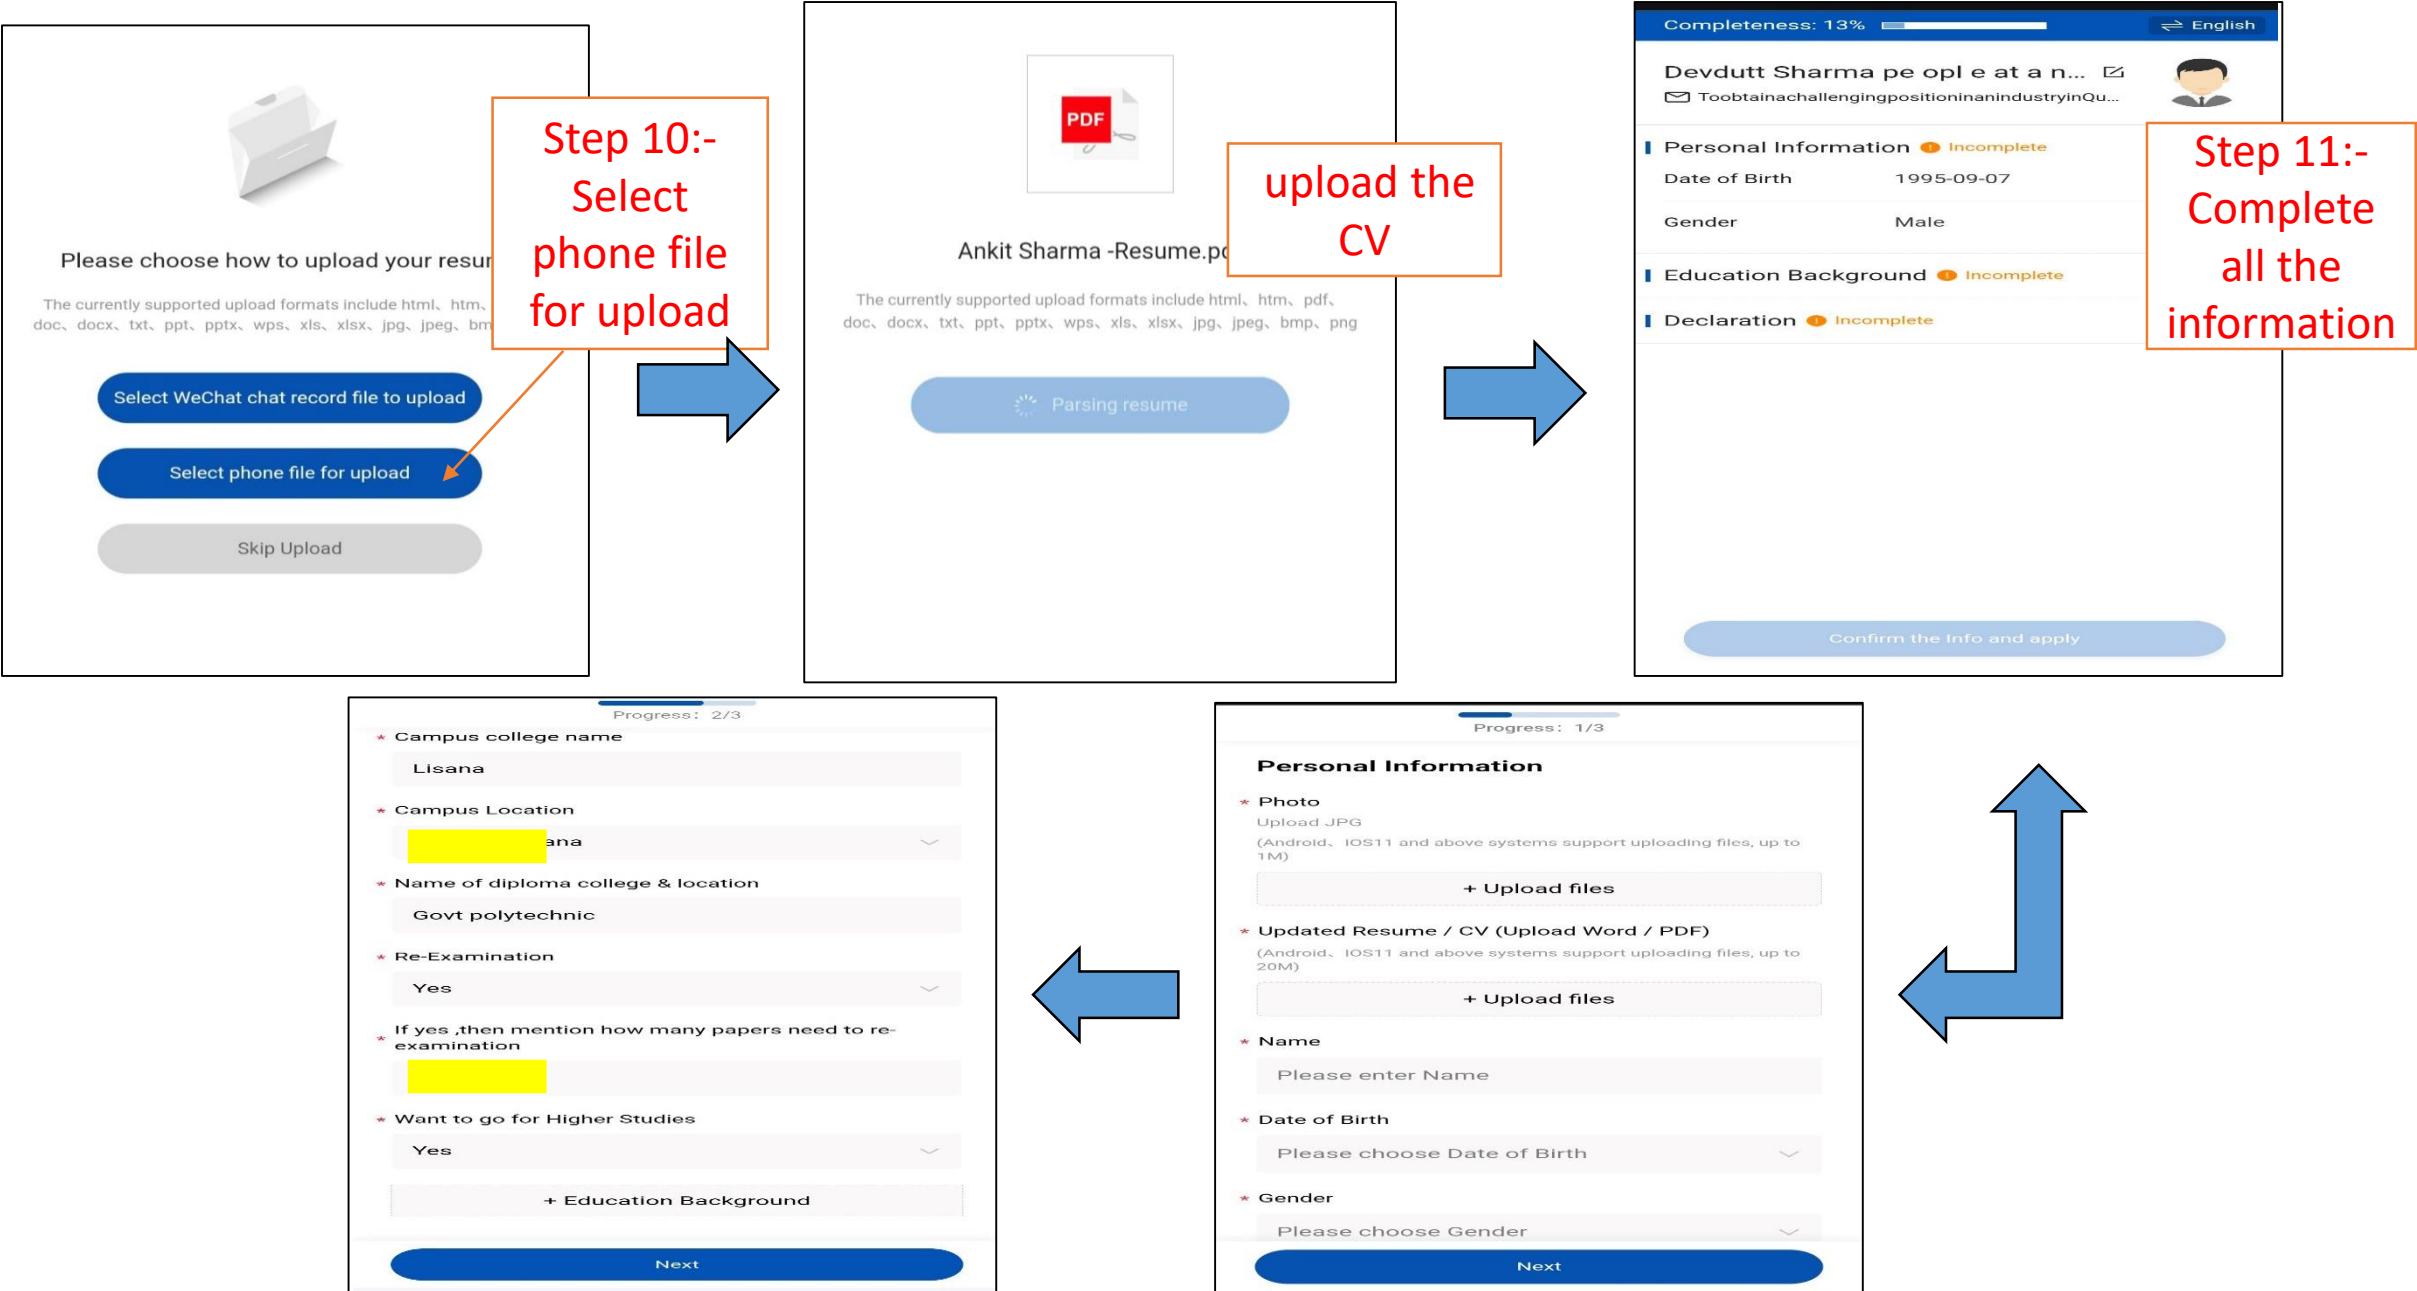 Please choose how to upload your resur
The currently supported upload formats include html、htm、
doc、docx、txt、ppt、pptx、wps、xls、xlsx、jpg、jpeg、bm
Select WeChat chat record file to upload
Select phone file for upload
Skip Upload
Step 10:-
Select
phone file
for upload
PDF
Ankit Sharma -Resume.pd
The currently supported upload formats include html、htm、pdf、
doc、docx、txt、ppt、pptx、wps、xls、xlsx、jpg、jpeg、bmp、png
Parsing resume
upload the
CV
Completeness: 13%
English
Devdutt Sharma pe opl e at a n...
ToobtainachallengingpositioninanindustryinQu...
Personal Information ! Incomplete
Date of Birth 1995-09-07
Gender Male
Education Background ! Incomplete
Declaration ! Incomplete
Confirm the Info and apply
Step 11:-
Complete
all the
information
Progress: 1/3
Personal Information
* Photo
Upload JPG
(Android、IOS11 and above systems support uploading files, up to
1M)
+ Upload files
* Updated Resume / CV (Upload Word / PDF)
(Android、IOS11 and above systems support uploading files, up to
20M)
+ Upload files
* Name
Please enter Name
* Date of Birth
Please choose Date of Birth
* Gender
Please choose Gender
Next
Progress: 2/3
* Campus college name
Lisana
* Campus Location
ana
* Name of diploma college & location
Govt polytechnic
* Re-Examination
Yes
* If yes ,then mention how many papers need to re-
examination
* Want to go for Higher Studies
Yes
+ Education Background
Next